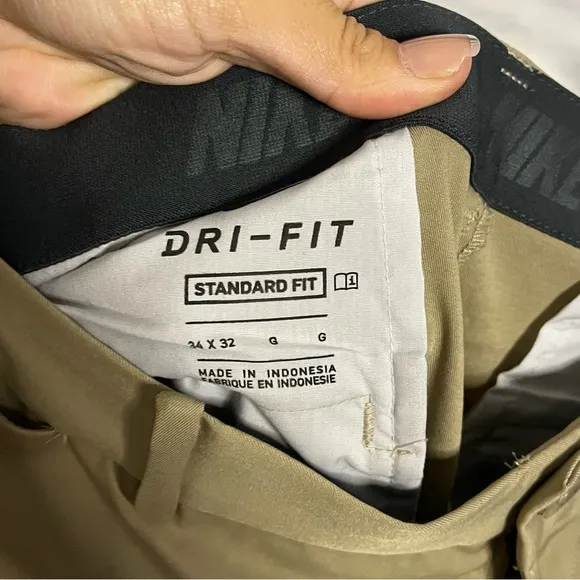 NIKE
NIKE
DRI-FIT
STANDARD FIT
34 X 32 G G
MADE IN INDONESIA
FABRIQUE EN INDONESIE